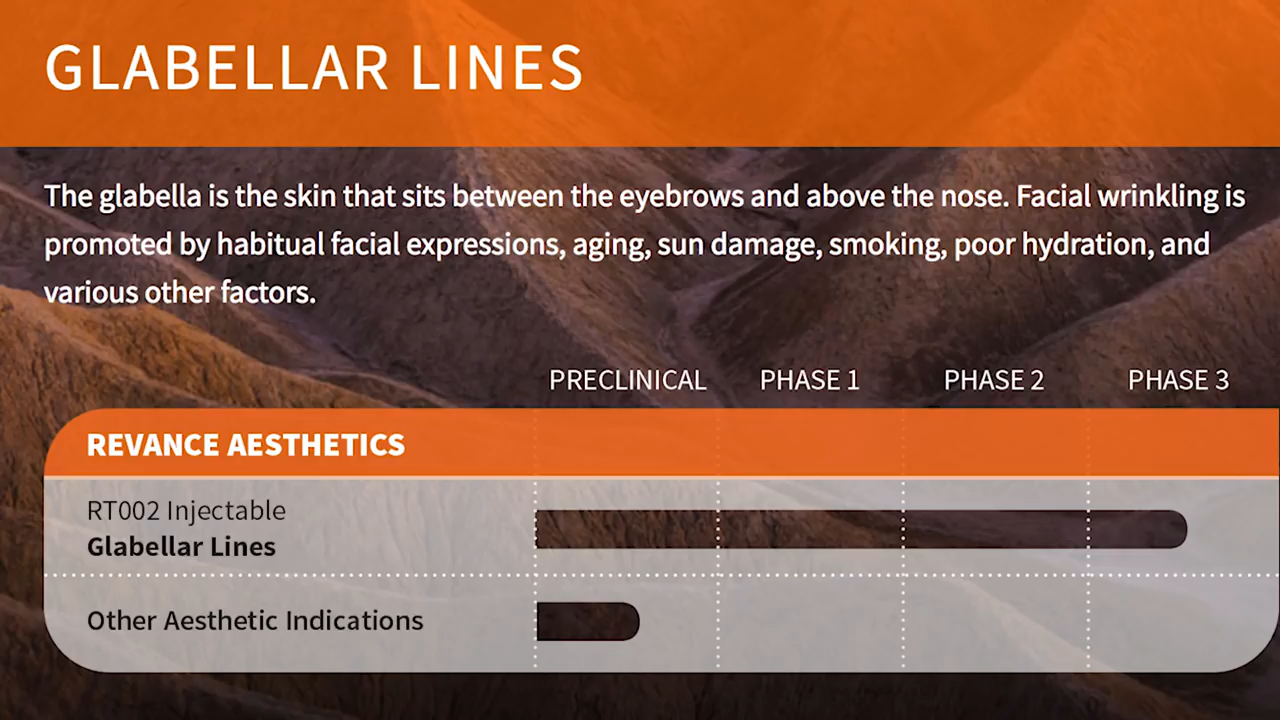 GLABELLAR LINES
The glabella is the skin that sits between the eyebrows and above the nose. Facial wrinkling is
promoted by habitual facial expressions, aging, sun damage, smoking, poor hydration, and
various other factors.
PRECLINICAL PHASE 1 PHASE 2 PHASE 3
REVANCE AESTHETICS
RT002 Injectable
Glabellar Lines
Other Aesthetic Indications